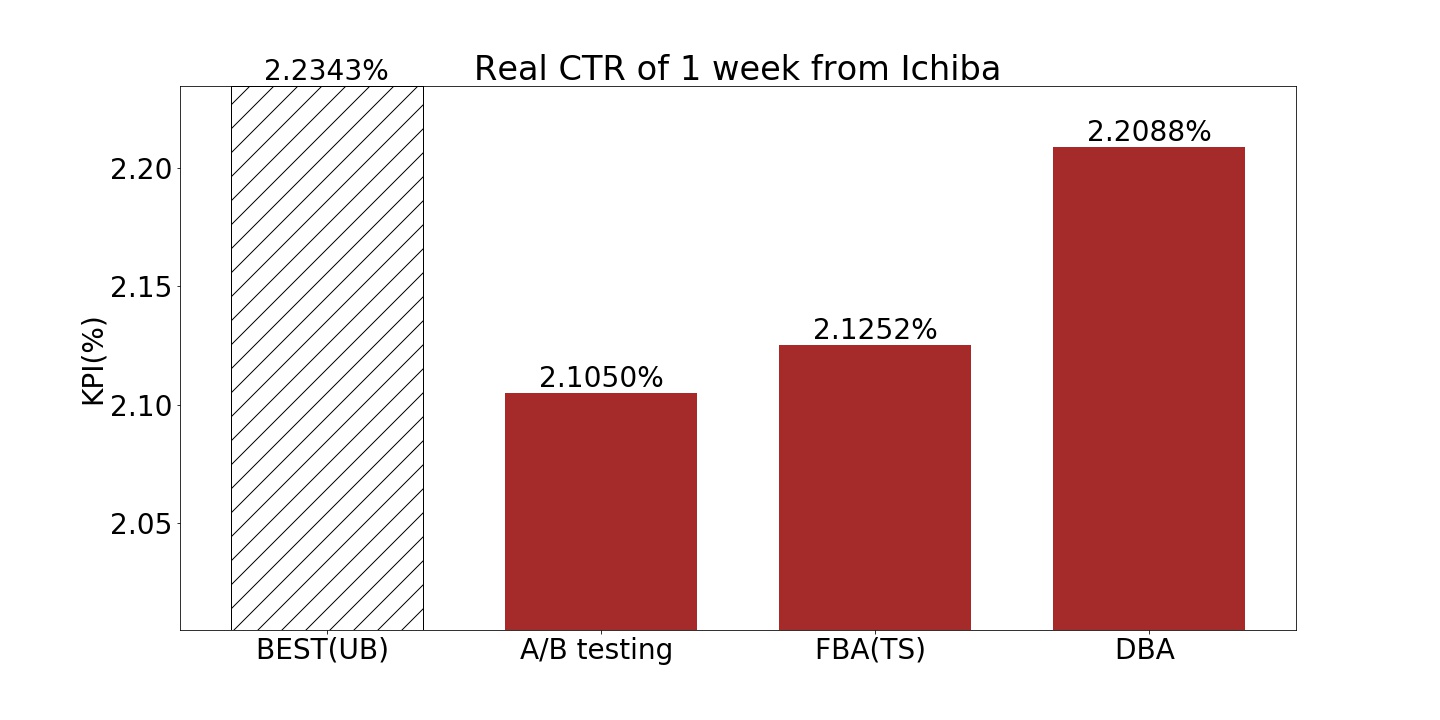 Real CTR of 1 week from Ichiba
2.2343%
2.2088%
2.1252%
2.1050%
KPI(%)
2.20
2.15
2.10
2.05
BEST(UB)
A/B testing
FBA(TS)
DBA